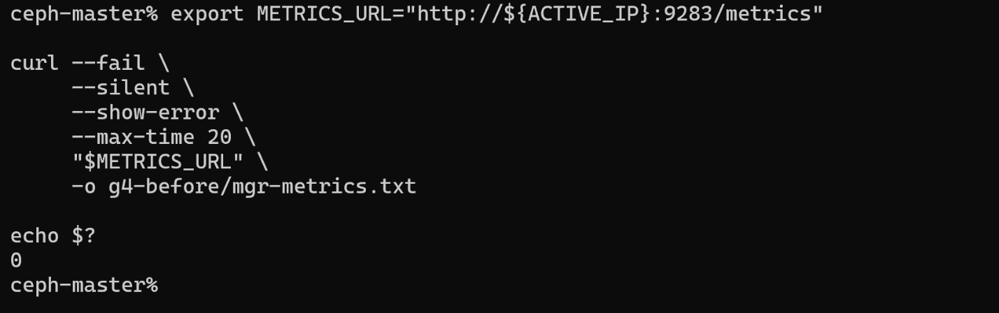 ceph-master% export METRICS_URL="http://${ACTIVE_IP}:9283/metrics"
curl --fail \
--silent \
--show-error \
--max-time 20 \
"$METRICS_URL" \
-o g4-before/mgr-metrics.txt
echo $?
0
ceph-master%